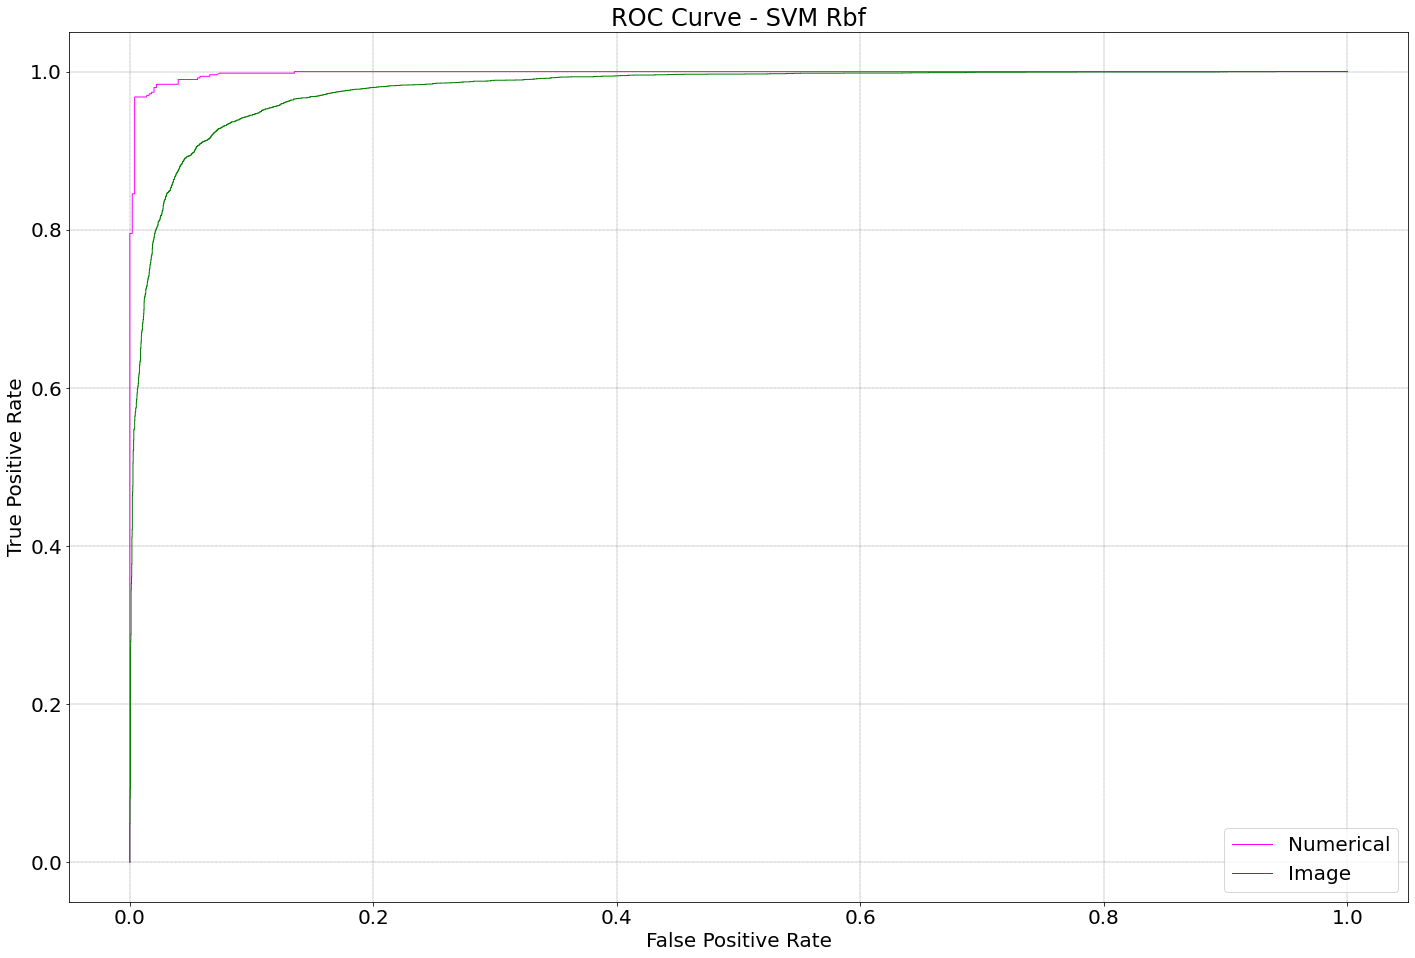 ROC Curve - SVM Rbf
1.0
0.8
0.6
0.4
0.2
0.0
True Positive Rate
0.0 0.2 0.4 0.6 0.8 1.0
False Positive Rate
Numerical
Image